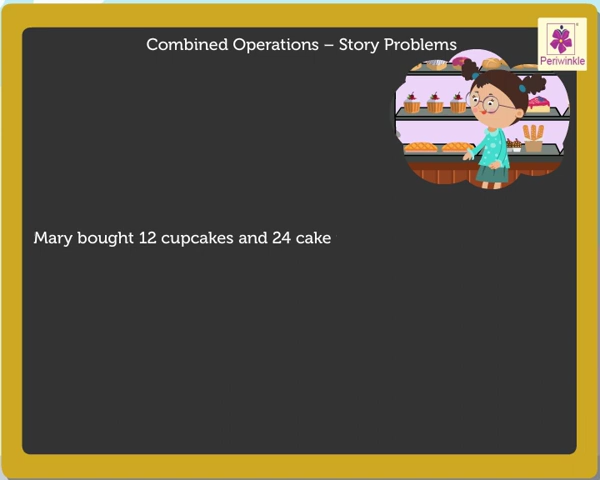 Combined Operations – Story Problems
Periwinkle
Mary bought 12 cupcakes and 24 cake